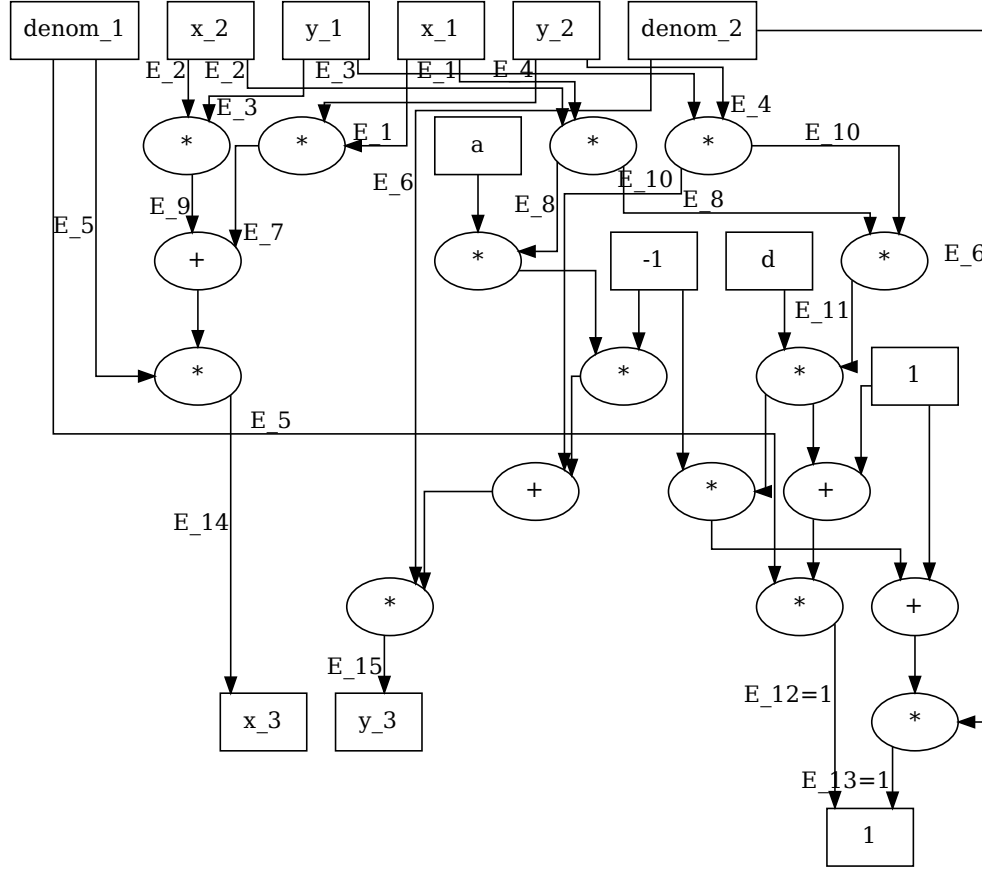 denom_1 x_2 y_1 x_1 y_2 denom_2
E_2 E_2 E_3 E_1 E_4
E_3 E_4
* * a * * E_1 E_10
E_6 E_10
E_9 E_8 E_8
E_5 E_7
+ * -1 d * E_6
E_11
* * * 1
E_5
+ * +
E_14
* * +
E_15
E_12=1
x_3 y_3 *
E_13=1
1